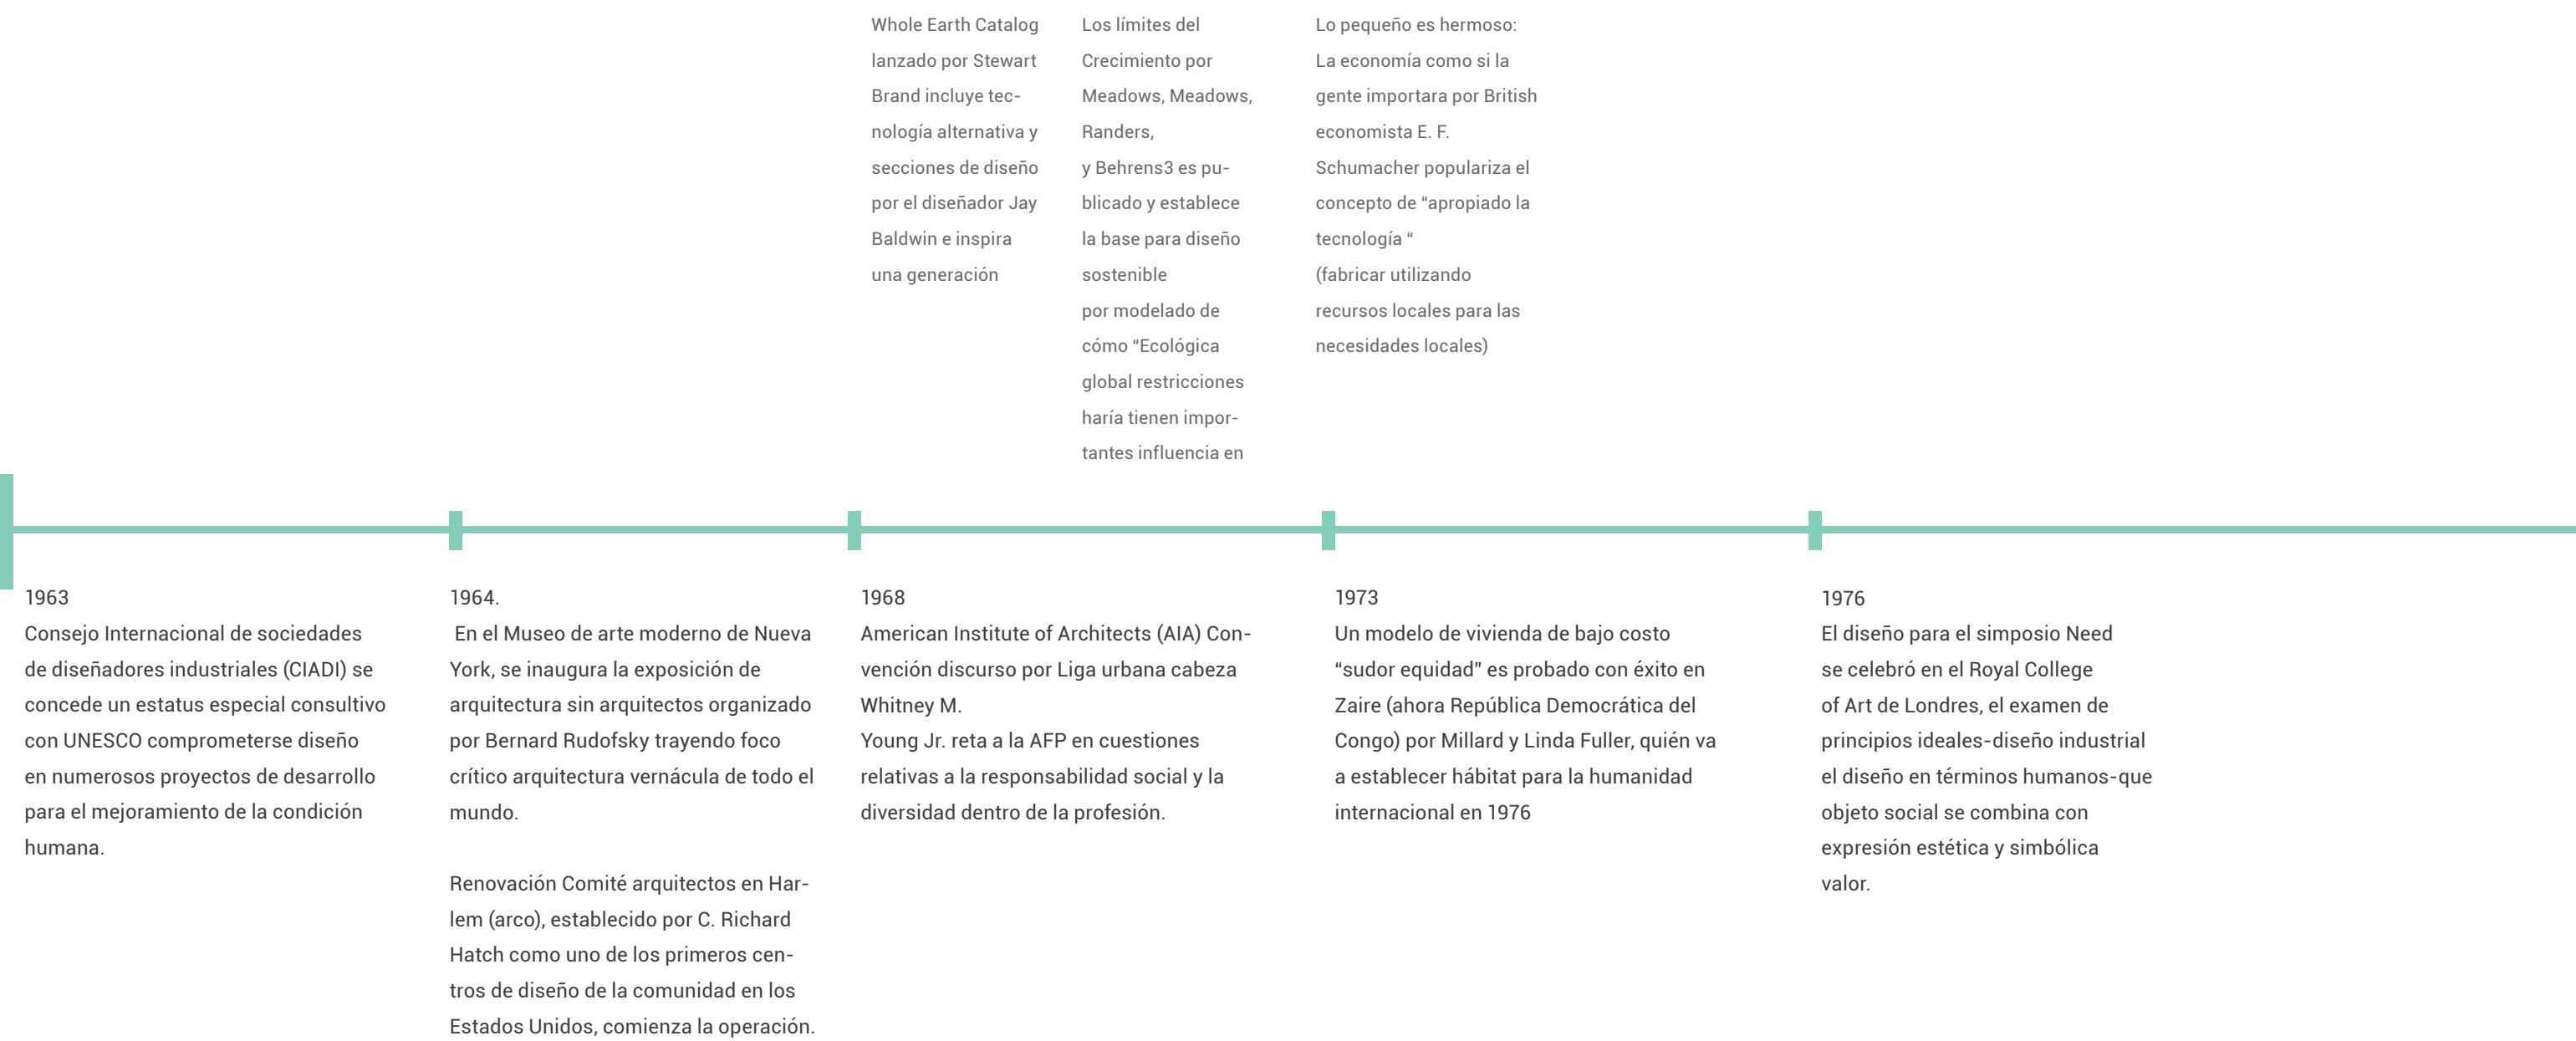 Whole Earth Catalog
lanzado por Stewart
Brand incluye tec-
nología alternativa y
secciones de diseño
por el diseñador Jay
Baldwin e inspira
una generación
Los límites del
Crecimiento por
Meadows, Meadows,
Randers,
y Behrens3 es pu-
blicado y establece
la base para diseño
sostenible
por modelado de
cómo “Ecológica
global restricciones
haría tienen impor-
tantes influencia en
Lo pequeño es hermoso:
La economía como si la
gente importara por British
economista E. F.
Schumacher populariza el
concepto de “apropiado la
tecnología “
(fabricar utilizando
recursos locales para las
necesidades locales)
1963
Consejo Internacional de sociedades
de diseñadores industriales (CIADI) se
concede un estatus especial consultivo
con UNESCO comprometerse diseño
en numerosos proyectos de desarrollo
para el mejoramiento de la condición
humana.
1964.
En el Museo de arte moderno de Nueva
York, se inaugura la exposición de
arquitectura sin arquitectos organizado
por Bernard Rudofsky trayendo foco
crítico arquitectura vernácula de todo el
mundo.
Renovación Comité arquitectos en Har-
lem (arco), establecido por C. Richard
Hatch como uno de los primeros cen-
tros de diseño de la comunidad en los
Estados Unidos, comienza la operación.
1968
American Institute of Architects (AIA) Con-
vención discurso por Liga urbana cabeza
Whitney M.
Young Jr. reta a la AFP en cuestiones
relativas a la responsabilidad social y la
diversidad dentro de la profesión.
1973
Un modelo de vivienda de bajo costo
“sudor equidad” es probado con éxito en
Zaire (ahora República Democrática del
Congo) por Millard y Linda Fuller, quién va
a establecer hábitat para la humanidad
internacional en 1976
1976
El diseño para el simposio Need
se celebró en el Royal College
of Art de Londres, el examen de
principios ideales-diseño industrial
el diseño en términos humanos-que
objeto social se combina con
expresión estética y simbólica
valor.